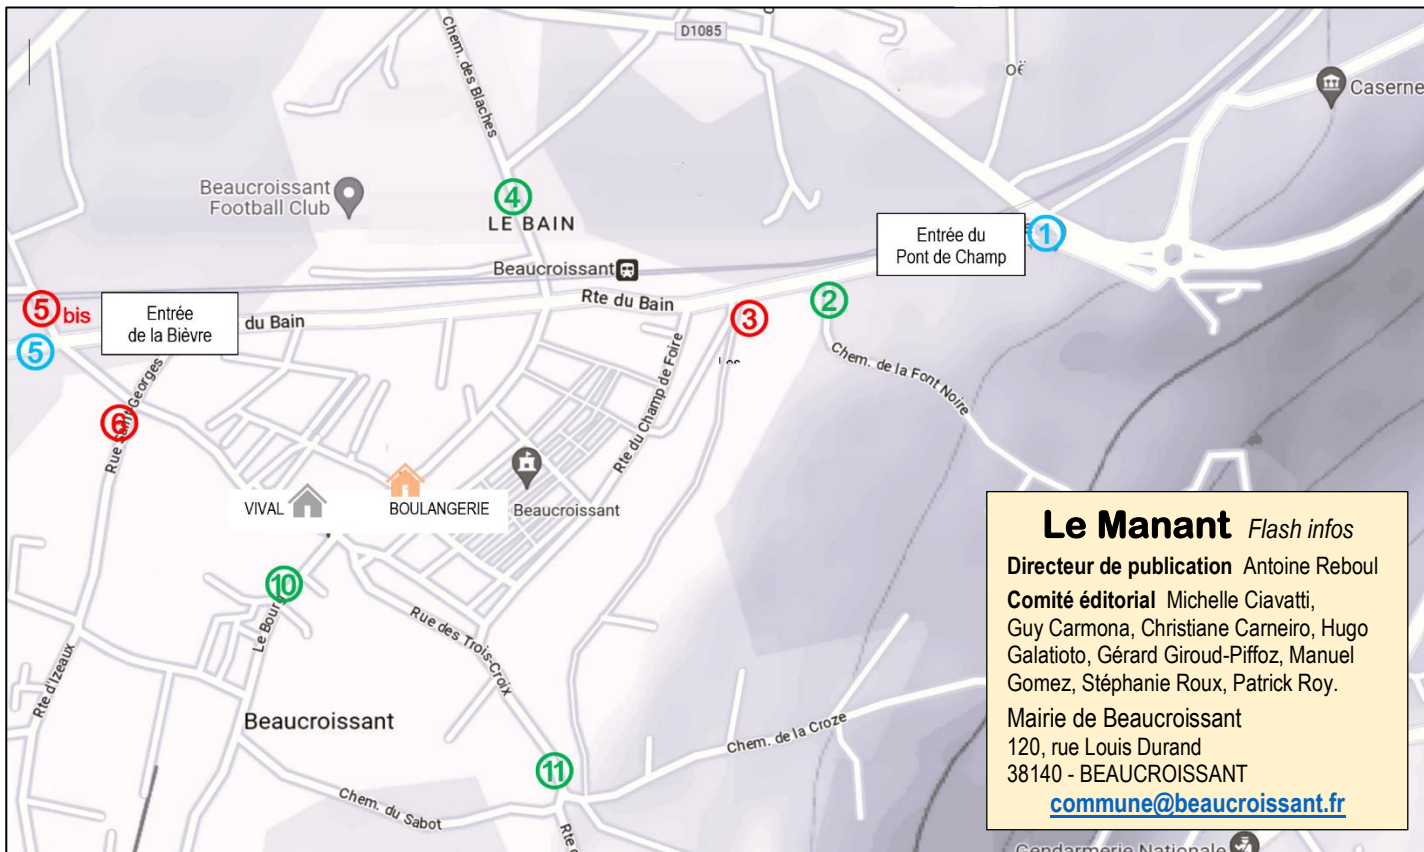 D1085
Chem. des Blaches
Caserne
Beaucroissant
Football Club
4
LE BAIN
Entrée du
Pont de Champ
1
Beaucroissant
Rte du Bain
2
3
5 bis
Entrée
de la Bièvre
du Bain
5
Rue Saint Georges
6
Rte du Champ de Foire
Chem. de la Font Noire
VIVAL
BOULANGERIE
Beaucroissant
10
Le Bourg
Rue des Trois-Croix
Rte d'Izeaux
Beaucroissant
Chem. de la Croze
11
Chem. du Sabot
Rte
Le Manant Flash infos
Directeur de publication Antoine Reboul
Comité éditorial Michelle Ciavatti,
Guy Carmona, Christiane Carneiro, Hugo
Galatioto, Gérard Giroud-Piffoz, Manuel
Gomez, Stéphanie Roux, Patrick Roy.
Mairie de Beaucroissant
120, rue Louis Durand
38140 - BEAUCROISSANT
commune@beaucroissant.fr
Gendarmerie Nationale